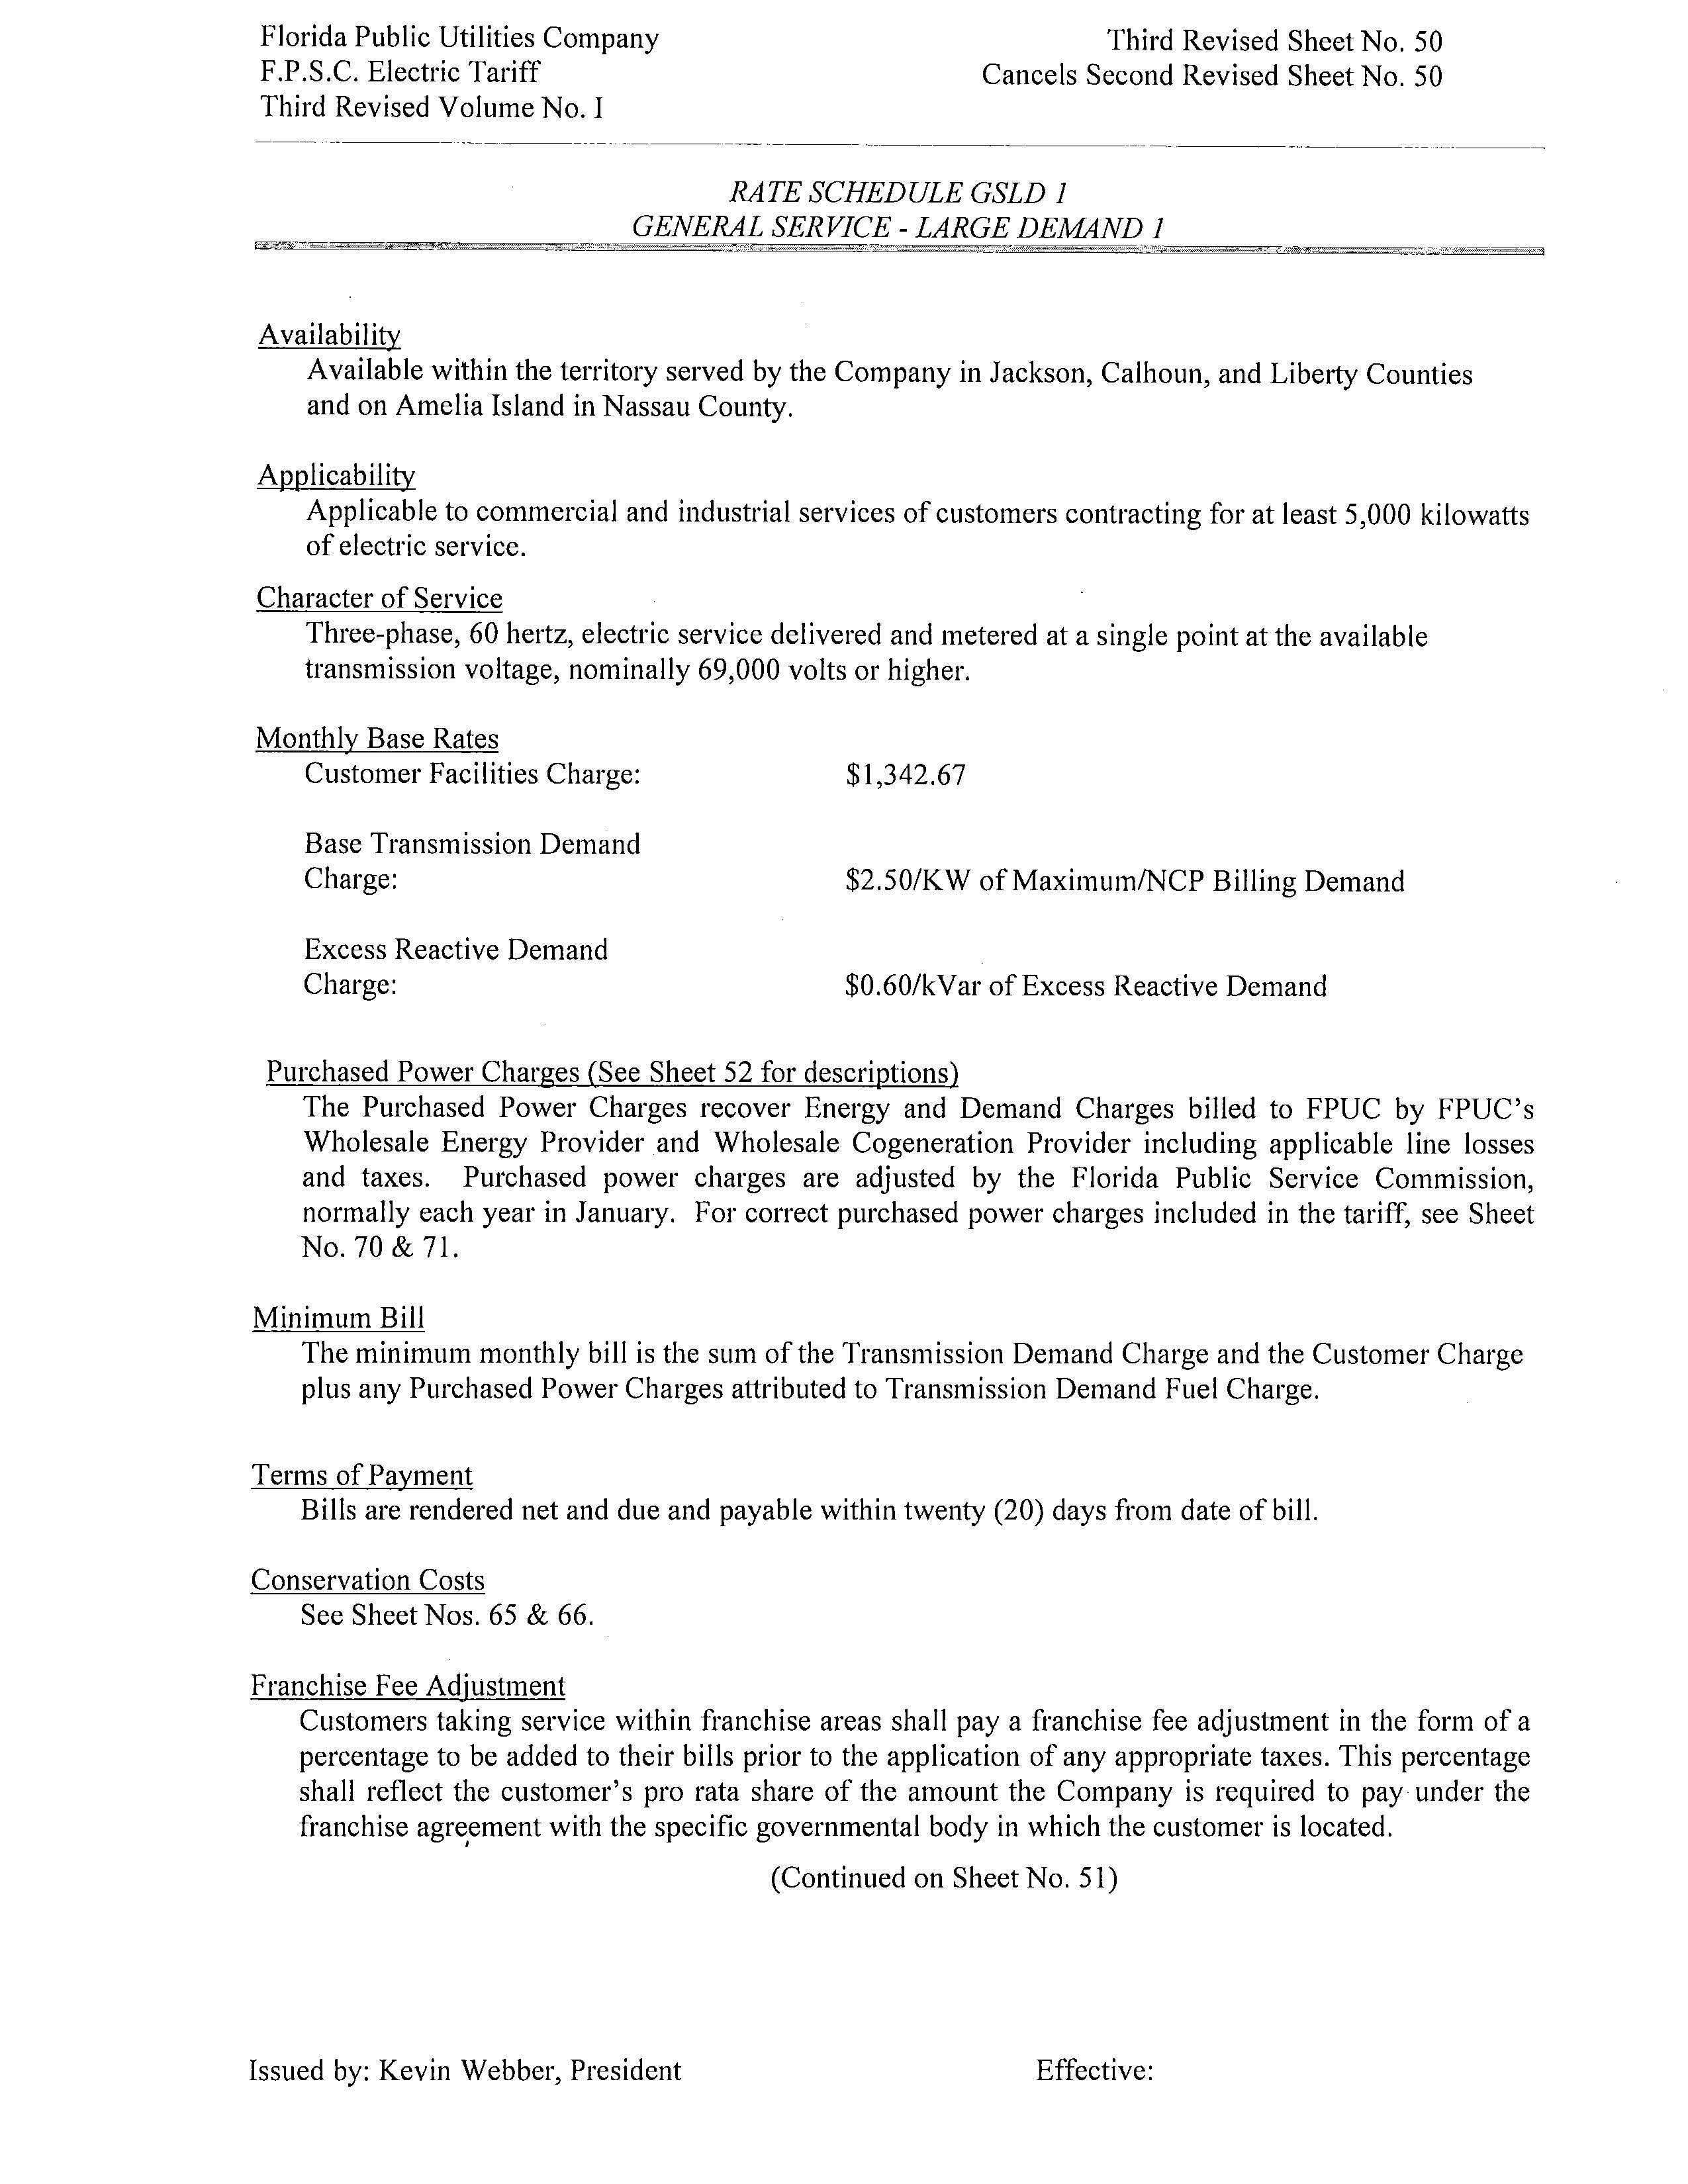 Florida Public Utilities Company
F.P.S.C. Electric Tariff
Third Revised Volume No. I
Third Revised Sheet No. 50
Cancels Second Revised Sheet No. 50
RATE SCHEDULE GSLD 1
GENERAL SERVICE - LARGE DEMAND 1
Availability
Available within the territory served by the Company in Jackson, Calhoun, and Liberty Counties
and on Amelia Island in Nassau County.
Applicability
Applicable to commercial and industrial services of customers contracting for at least 5,000 kilowatts
of electric service.
Character of Service
Three-phase, 60 hertz, electric service delivered and metered at a single point at the available
transmission voltage, nominally 69,000 volts or higher.
Monthly Base Rates
Customer Facilities Charge: $1,342.67
Base Transmission Demand
Charge: $2.50/KW of Maximum/NCP Billing Demand
Excess Reactive Demand
Charge: $0.60/kVar of Excess Reactive Demand
Purchased Power Charges (See Sheet 52 for descriptions)
The Purchased Power Charges recover Energy and Demand Charges billed to FPUC by FPUC's
Wholesale Energy Provider and Wholesale Cogeneration Provider including applicable line losses
and taxes. Purchased power charges are adjusted by the Florida Public Service Commission,
normally each year in January. For correct purchased power charges included in the tariff, see Sheet
No. 70 & 71.
Minimum Bill
The minimum monthly bill is the sum of the Transmission Demand Charge and the Customer Charge
plus any Purchased Power Charges attributed to Transmission Demand Fuel Charge.
Terms of Payment
Bills are rendered net and due and payable within twenty (20) days from date of bill.
Conservation Costs
See Sheet Nos. 65 & 66.
Franchise Fee Adjustment
Customers taking service within franchise areas shall pay a franchise fee adjustment in the form of a
percentage to be added to their bills prior to the application of any appropriate taxes. This percentage
shall reflect the customer's pro rata share of the amount the Company is required to pay under the
franchise agreement with the specific governmental body in which the customer is located.
(Continued on Sheet No. 51)
Issued by: Kevin Webber, President
Effective: